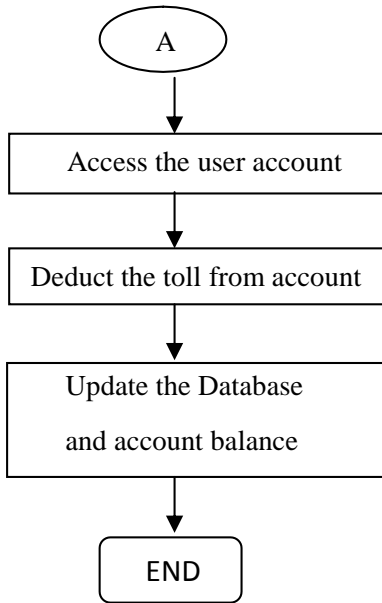 A
Access the user account
Deduct the toll from account
Update the Database
and account balance
END